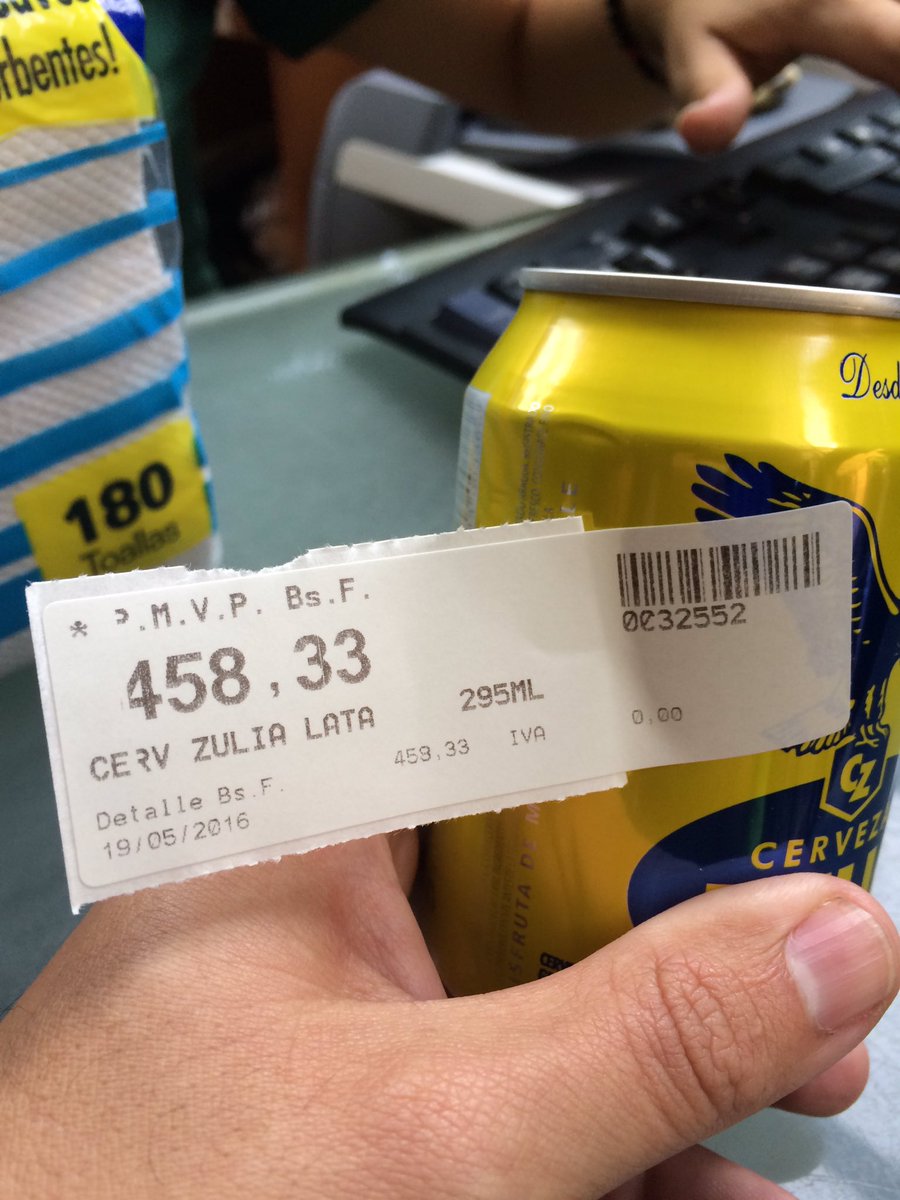 rbentes!
180
Toallas
Desd
* P.M.V.P. Bs.F.
458,33
CERV ZULIA LATA
295ML
Detalle Bs.F.
458,33
IVA
0,00
19/05/2016
0032552
CZ
CERVEZ